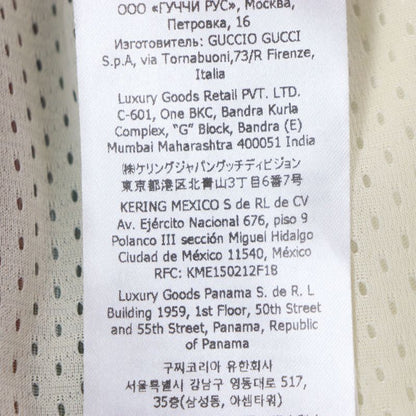 ООО «ГУЧЧИ РУС», Москва,
Петровка, 16
Изготовитель: GUCCIO GUCCI
S.p.A, via Tornabuoni,73/R Firenze,
Italia
Luxury Goods Retail PVT. LTD.
C-601, One BKC, Bandra Kurla
Complex, “G” Block, Bandra (E)
Mumbai Maharashtra 400051 India
㈱ケリングジャパングッチディビジョン
東京都港区北青山3丁目6番7号
KERING MEXICO S de RL de CV
Av. Ejército Nacional 676, piso 9
Polanco III sección Miguel Hidalgo
Ciudad de México 11540, México
RFC: KME150212F1B
Luxury Goods Panama S. de R. L
Building 1959, 1st Floor, 50th Street
and 55th Street, Panama, Republic
of Panama
구찌코리아 유한회사
서울특별시 강남구 영동대로 517,
35층(삼성동, 아셈타워)